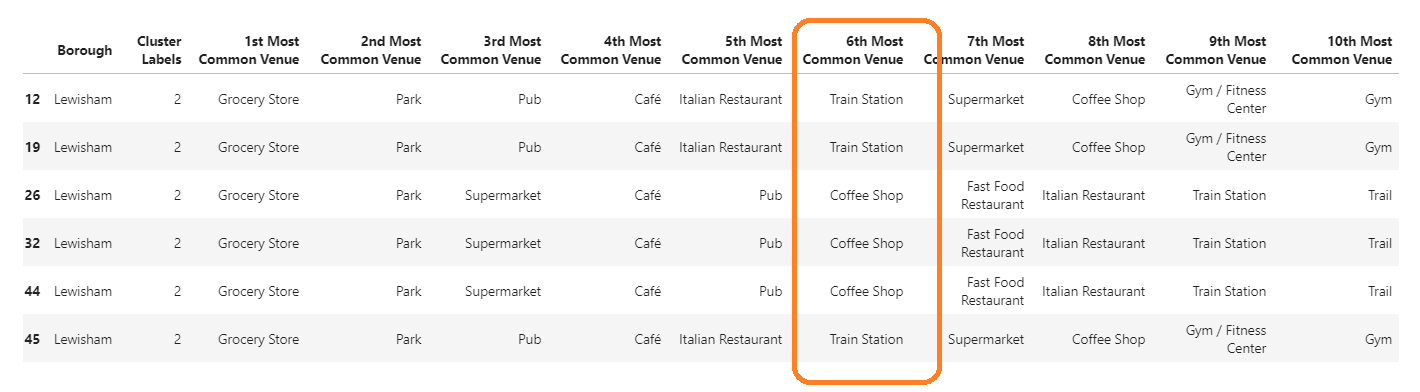 Borough Cluster Labels 1st Most Common Venue 2nd Most Common Venue 3rd Most Common Venue 4th Most Common Venue 5th Most Common Venue 6th Most Common Venue 7th Most Common Venue 8th Most Common Venue 9th Most Common Venue 10th Most Common Venue
12 Lewisham 2 Grocery Store Park Pub Café Italian Restaurant Train Station Supermarket Coffee Shop Gym / Fitness Center Gym
19 Lewisham 2 Grocery Store Park Pub Café Italian Restaurant Train Station Supermarket Coffee Shop Gym / Fitness Center Gym
26 Lewisham 2 Grocery Store Park Supermarket Café Pub Coffee Shop Fast Food Restaurant Italian Restaurant Train Station Trail
32 Lewisham 2 Grocery Store Park Supermarket Café Pub Coffee Shop Fast Food Restaurant Italian Restaurant Train Station Trail
44 Lewisham 2 Grocery Store Park Supermarket Café Pub Coffee Shop Fast Food Restaurant Italian Restaurant Train Station Trail
45 Lewisham 2 Grocery Store Park Pub Café Italian Restaurant Train Station Supermarket Coffee Shop Gym / Fitness Center Gym